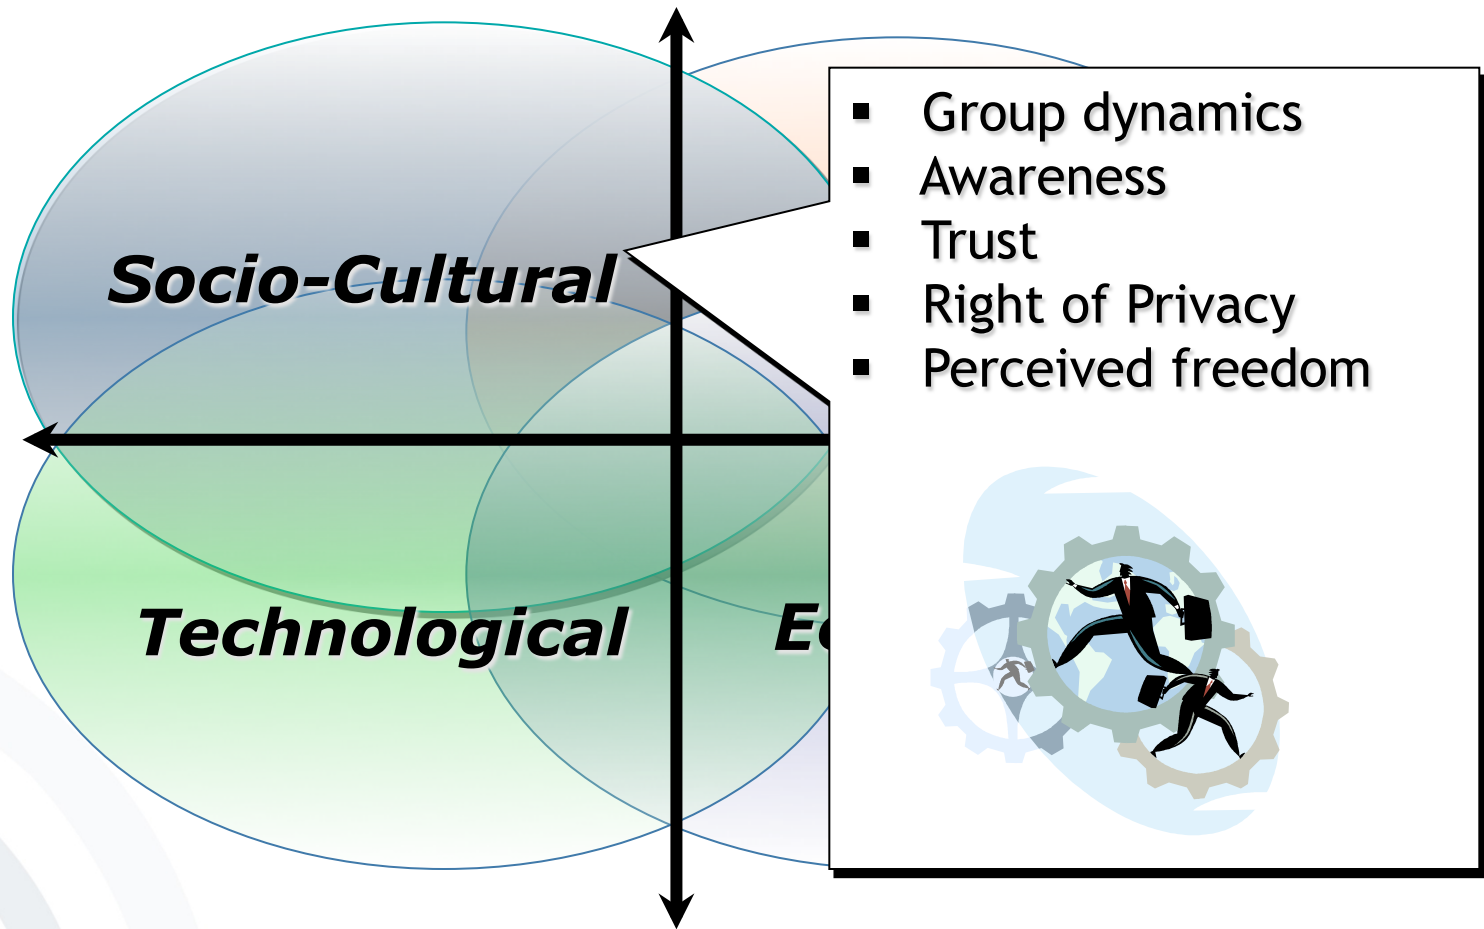 Socio-Cultural
▪ Group dynamics
▪ Awareness
▪ Trust
▪ Right of Privacy
▪ Perceived freedom
Technological